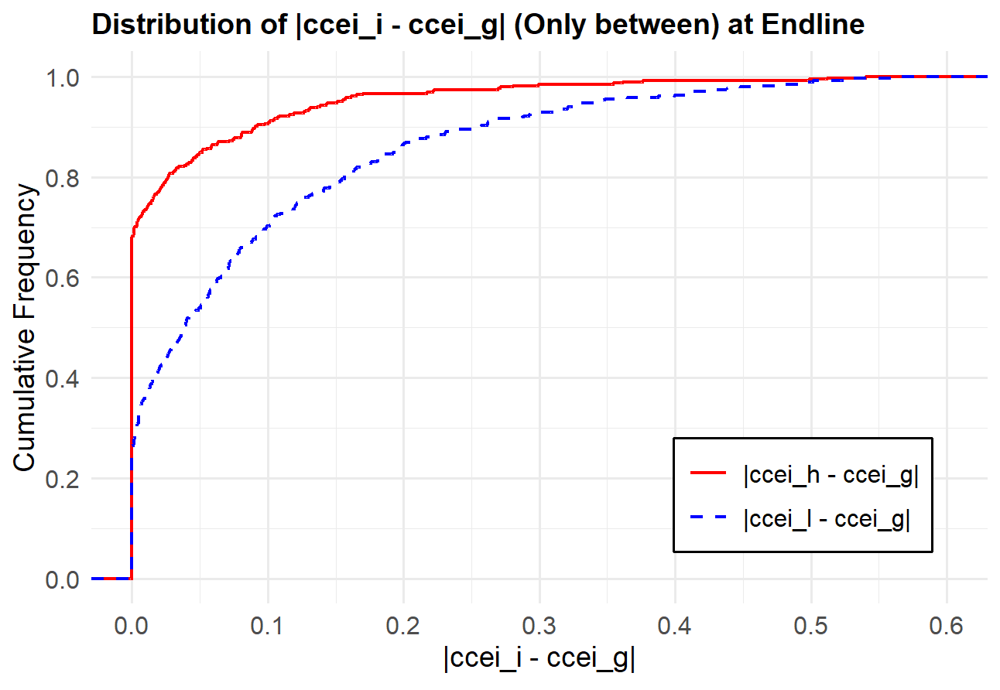 Distribution of |ccei_i - ccei_g| (Only between) at Endline
Cumulative Frequency
1.0
0.8
0.6
0.4
0.2
0.0
|ccei_h - ccei_g|
|ccei_l - ccei_g|
0.0 0.1 0.2 0.3 0.4 0.5 0.6
|ccei_i - ccei_g|